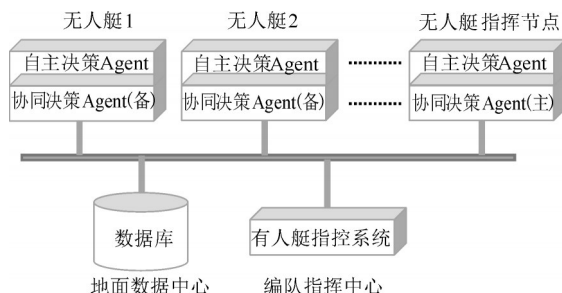 无人艇1 无人艇2 无人艇指挥节点
自主决策Agent 自主决策Agent 自主决策Agent
协同决策Agent(备) 协同决策Agent(备) 协同决策Agent(主)
数据库 有人艇指控系统
地面数据中心 编队指挥中心